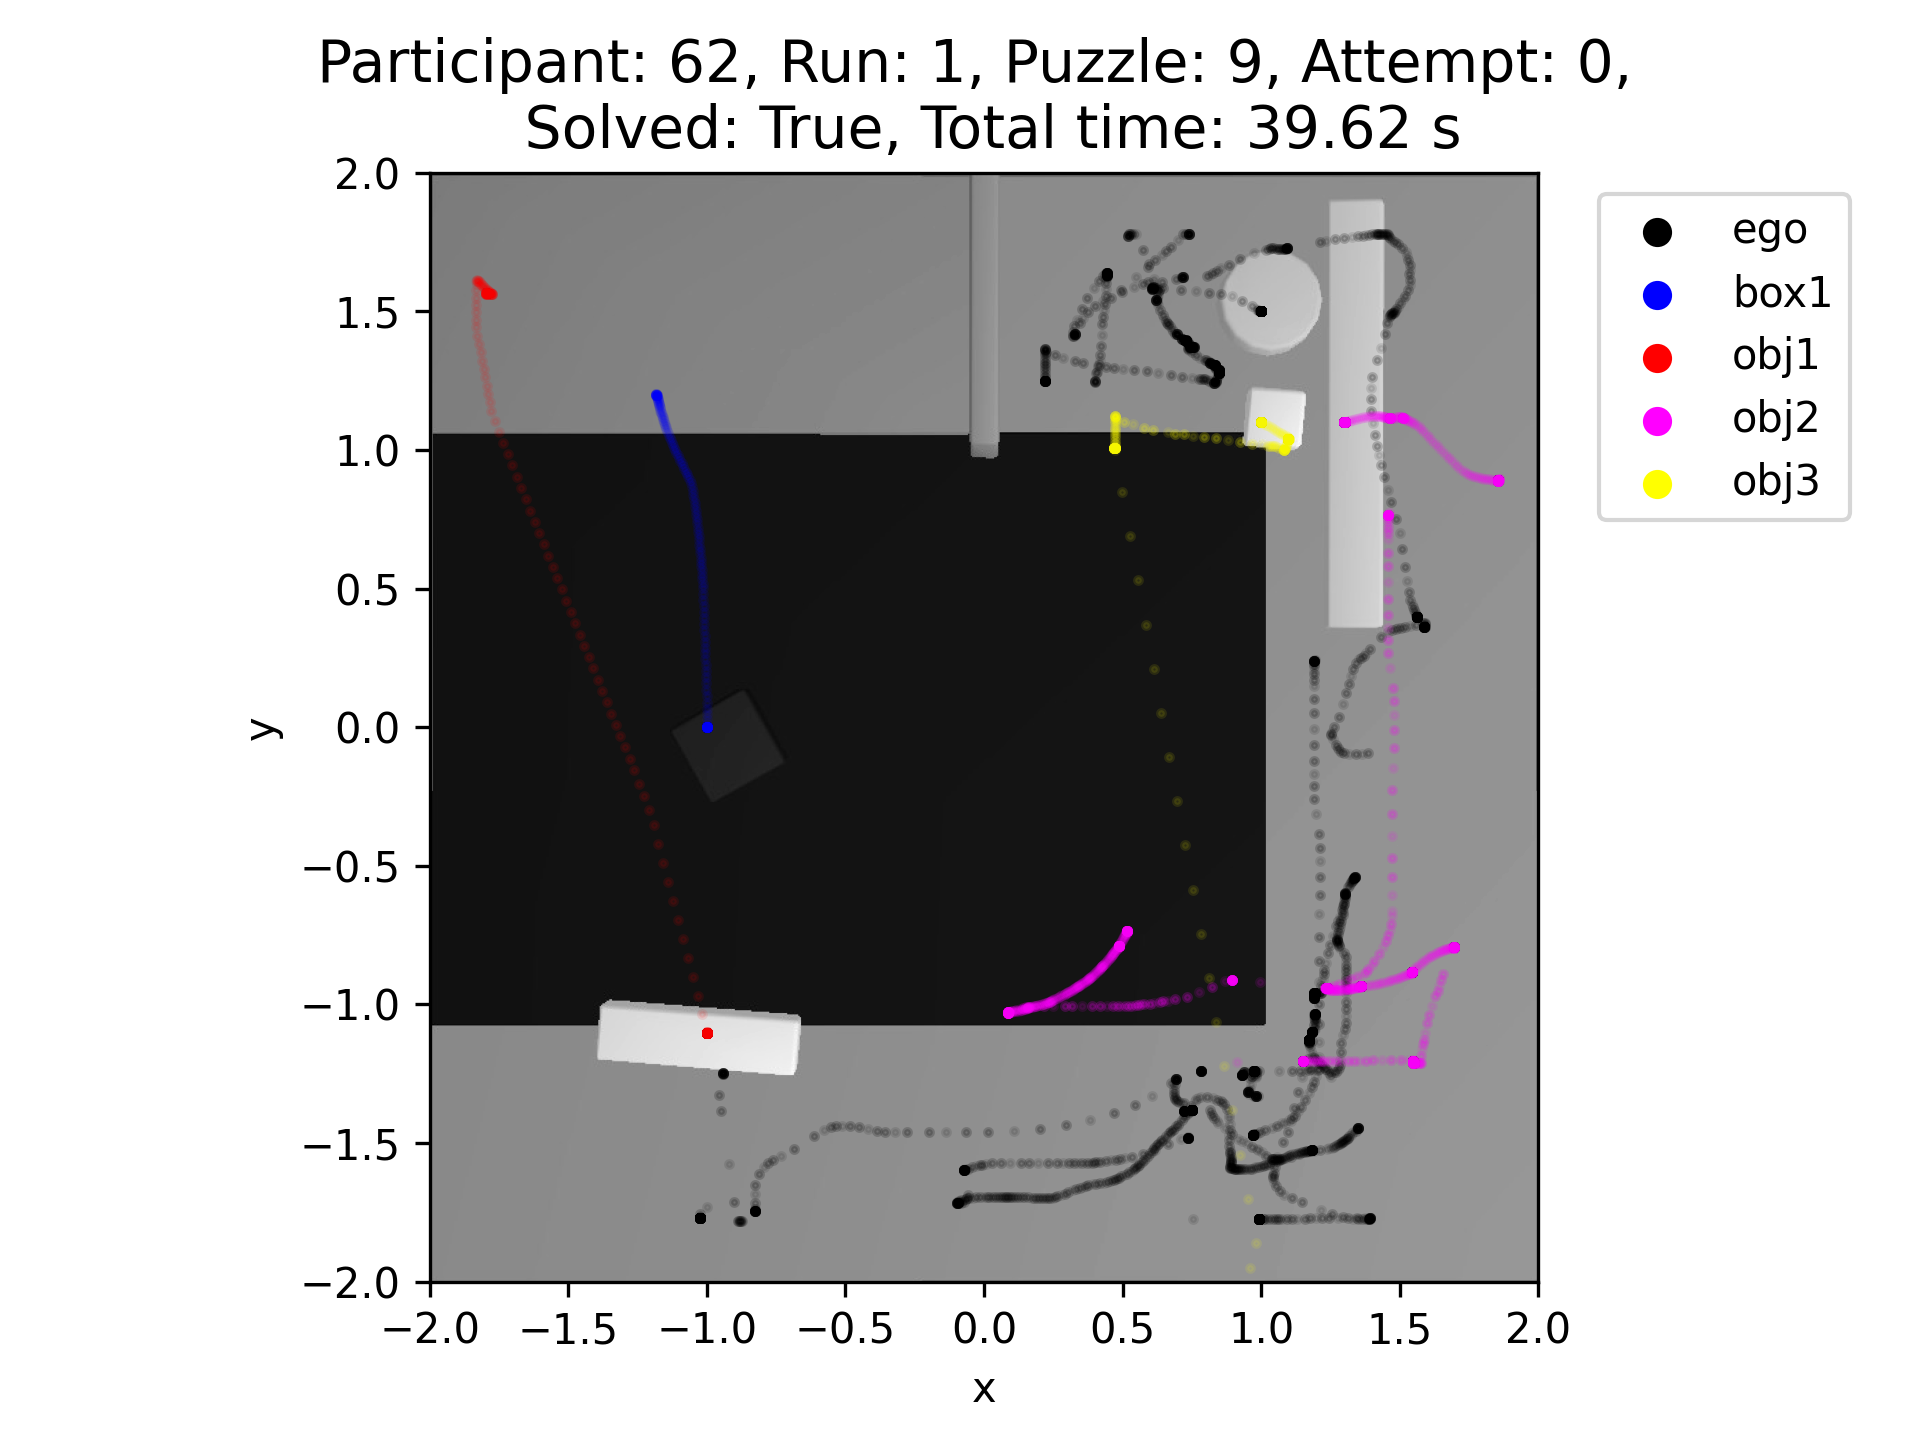 Participant: 62, Run: 1, Puzzle: 9, Attempt: 0,
Solved: True, Total time: 39.62 s
2.0
1.5
1.0
0.5
0.0
−0.5
−1.0
−1.5
−2.0
y
−2.0 −1.5 −1.0 −0.5 0.0 0.5 1.0 1.5 2.0
x
ego
box1
obj1
obj2
obj3